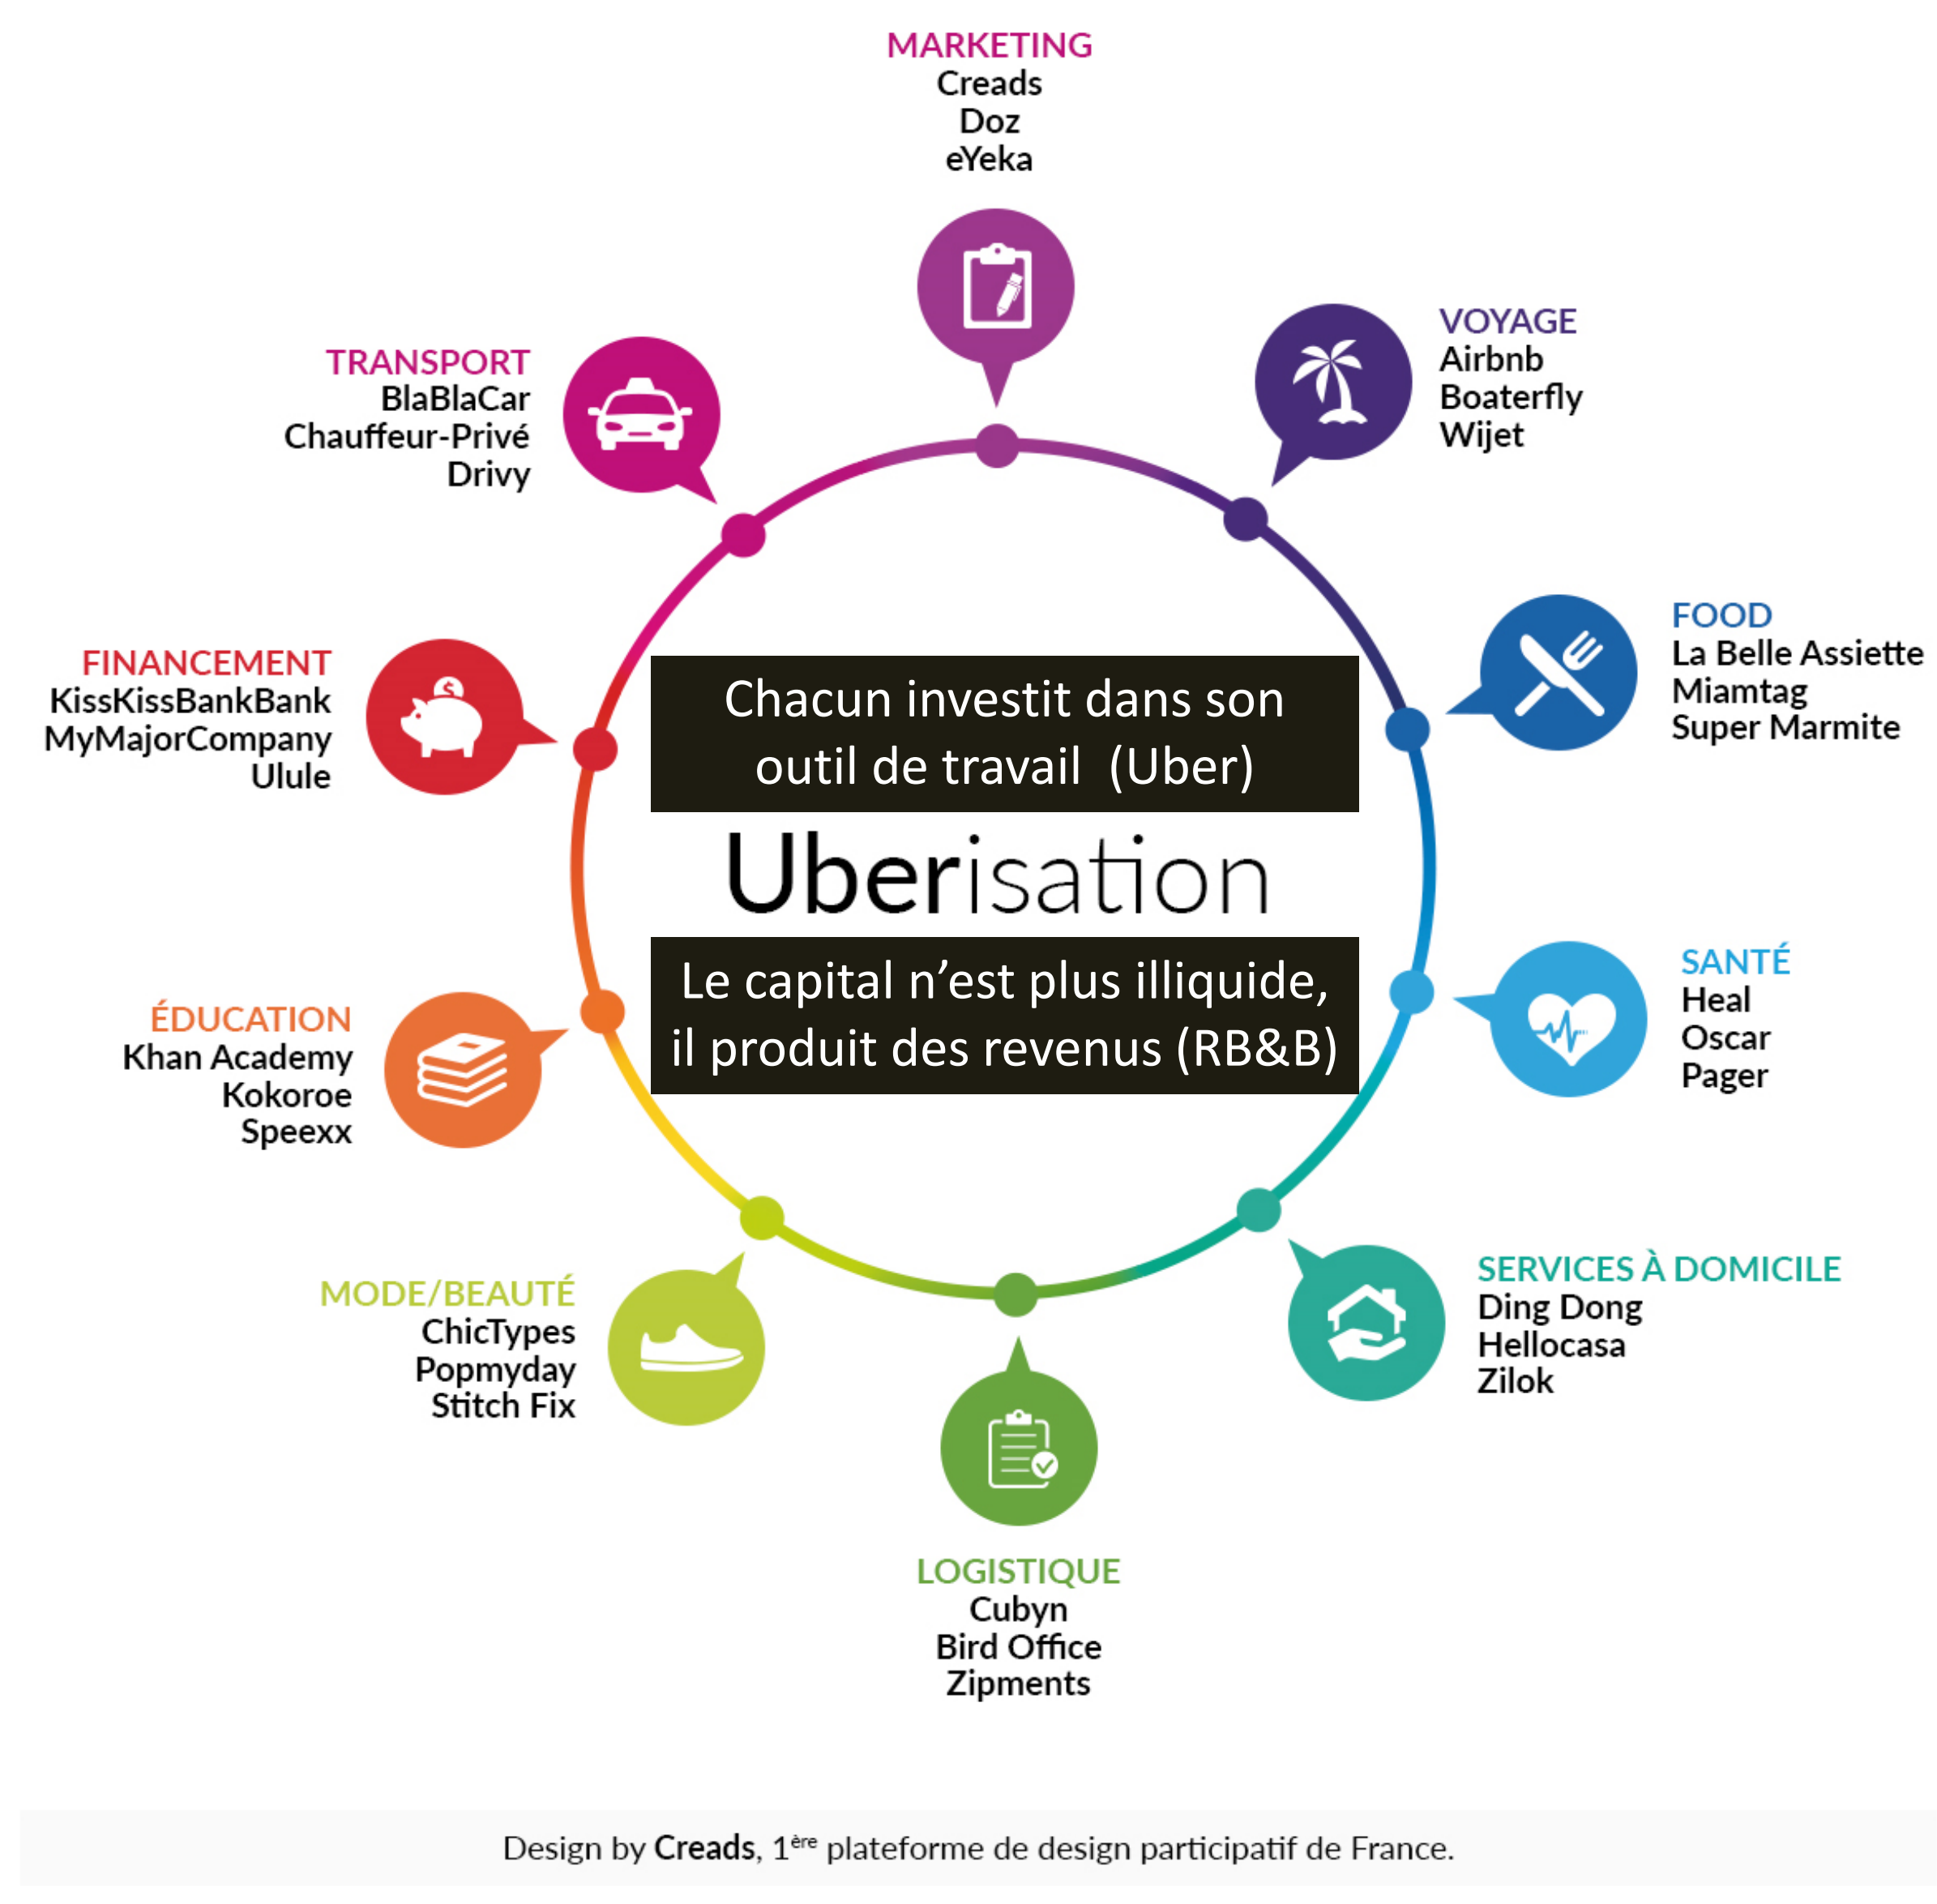 MARKETING
Creads
Doz
eYeka
VOYAGE
Airbnb
Boaterfly
Wijet
FOOD
La Belle Assiette
Miamtag
Super Marmite
SANTÉ
Heal
Oscar
Pager
SERVICES À DOMICILE
Ding Dong
Hellocasa
Zilok
LOGISTIQUE
Cubyn
Bird Office
Zipments
MODE/BEAUTÉ
ChicTypes
Popmyday
Stitch Fix
ÉDUCATION
Khan Academy
Kokoroe
Speexx
FINANCEMENT
KissKissBankBank
MyMajorCompany
Ulule
TRANSPORT
BlaBlaCar
Chauffeur-Privé
Drivy
Chacun investit dans son
outil de travail (Uber)
Uberisation
Le capital n'est plus illiquide,
il produit des revenus (RB&B)
$
Design by Creads, 1ère plateforme de design participatif de France.